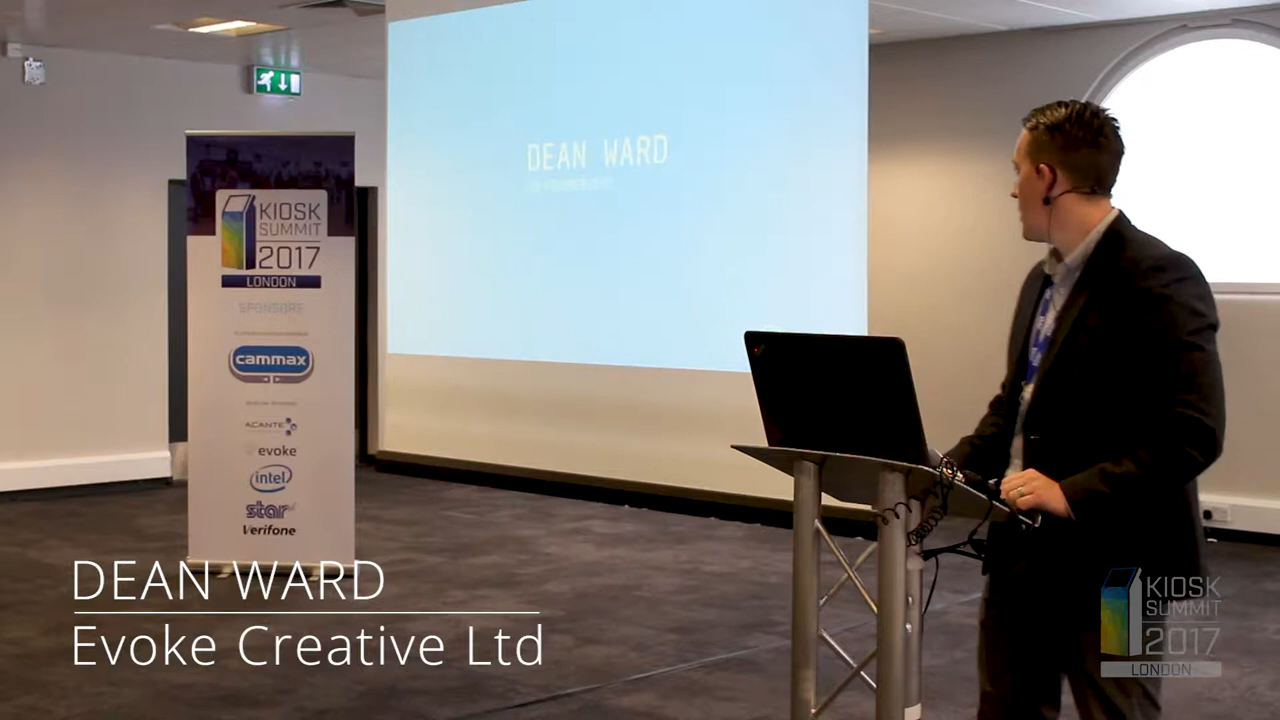 DEAN WARD
KIOSK
SUMMIT
2017
LONDON
SPONSORS
cammax
ACANTE
evoke
intel
star
Verifone
DEAN WARD
Evoke Creative Ltd
KIOSK
SUMMIT
2017
LONDON